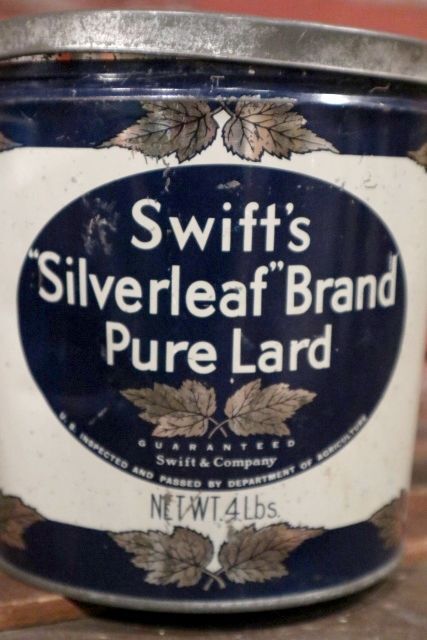 Swift's
"Silverleaf" Brand
Pure Lard
GUARANTEED
Swift & Company
U. S. INSPECTED AND PASSED BY DEPARTMENT OF AGRICULTURE
NET WT. 4 Lbs.